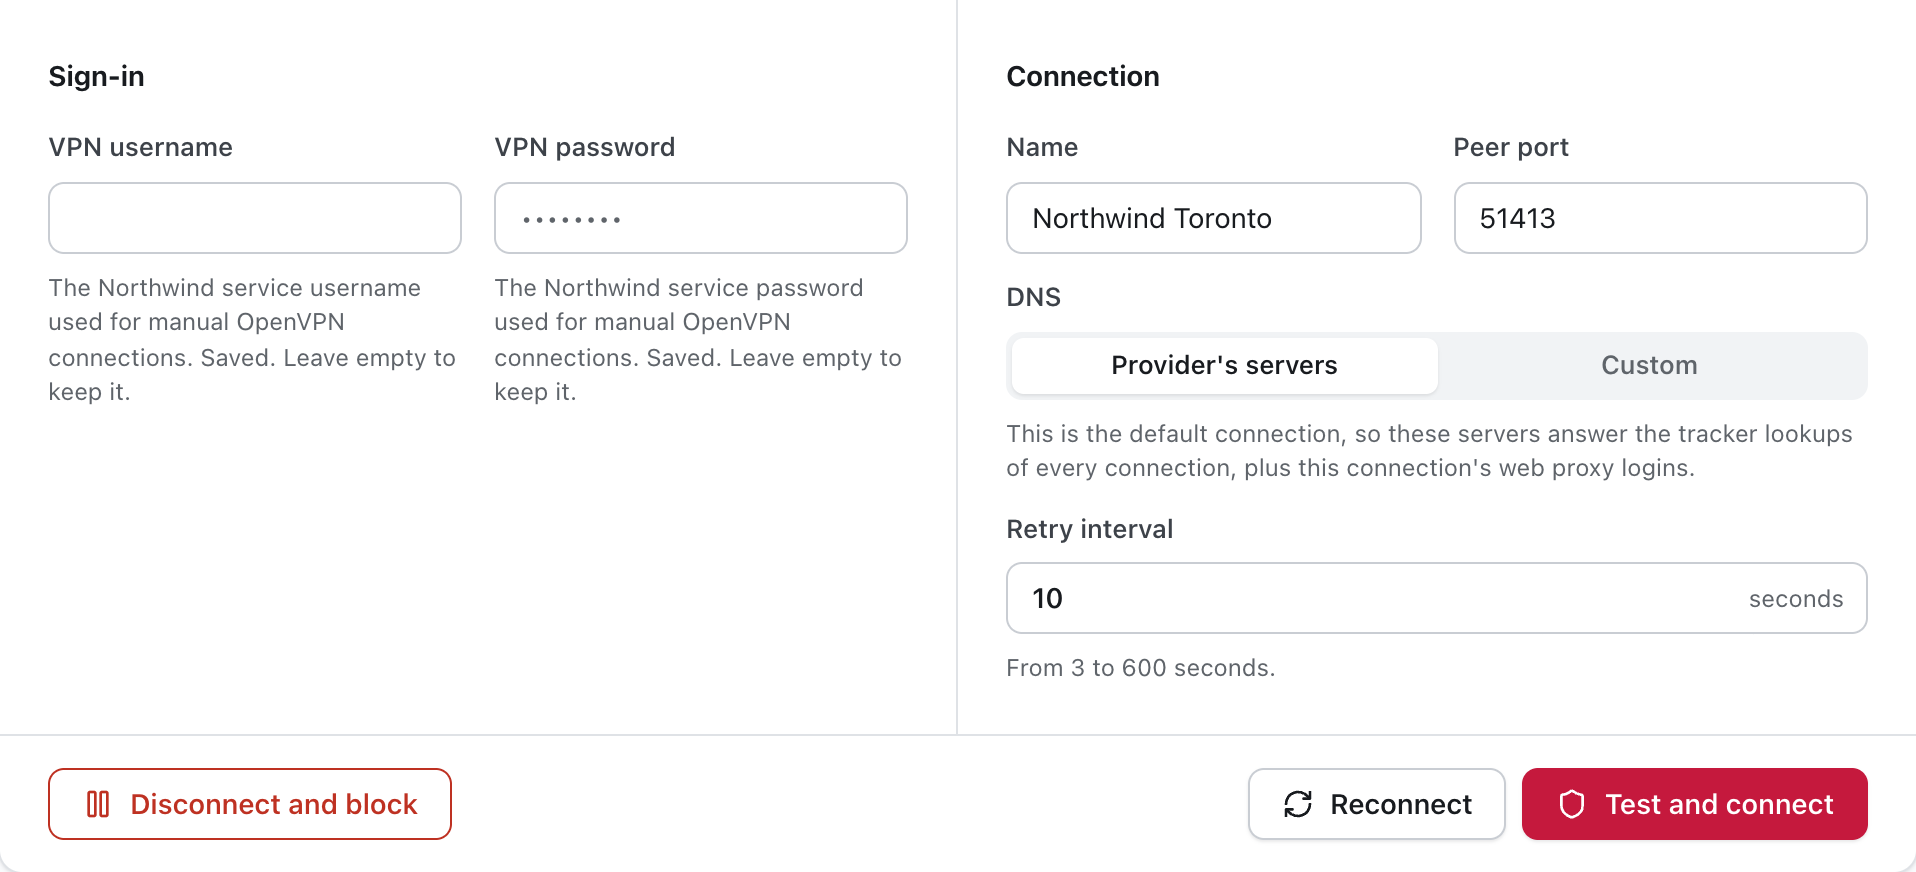 Sign-in
VPN username
VPN password
••••••••
The Northwind service username
used for manual OpenVPN
connections. Saved. Leave empty to
keep it.
The Northwind service password
used for manual OpenVPN
connections. Saved. Leave empty to
keep it.
Connection
Name
Peer port
Northwind Toronto
51413
DNS
Provider's servers
Custom
This is the default connection, so these servers answer the tracker lookups
of every connection, plus this connection's web proxy logins.
Retry interval
10
seconds
From 3 to 600 seconds.
Disconnect and block
Reconnect
Test and connect